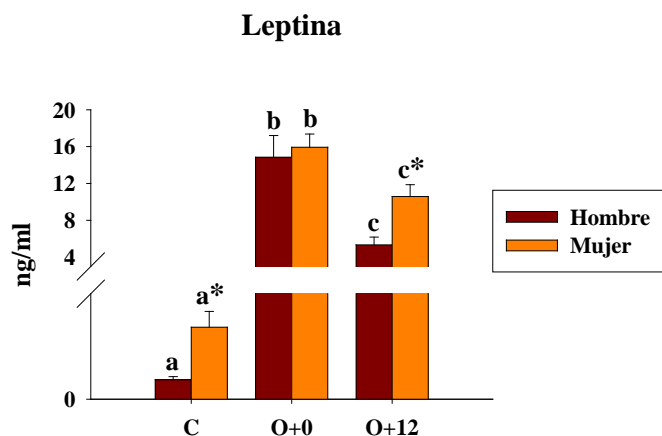 Leptina
20
16
12
8
4
0
ng/ml
a
a*
b
b
c
c*
C
O+0
O+12
Hombre
Mujer